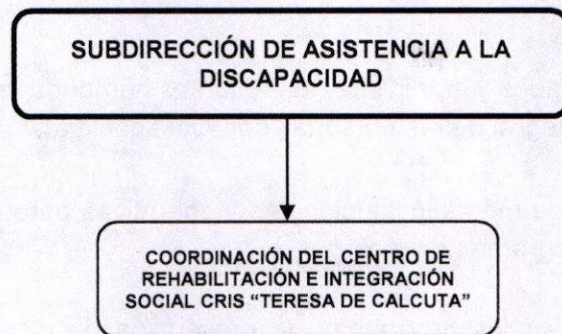 SUBDIRECCIÓN DE ASISTENCIA A LA
DISCAPACIDAD
COORDINACIÓN DEL CENTRO DE
REHABILITACIÓN E INTEGRACIÓN
SOCIAL CRIS “TERESA DE CALCUTA”